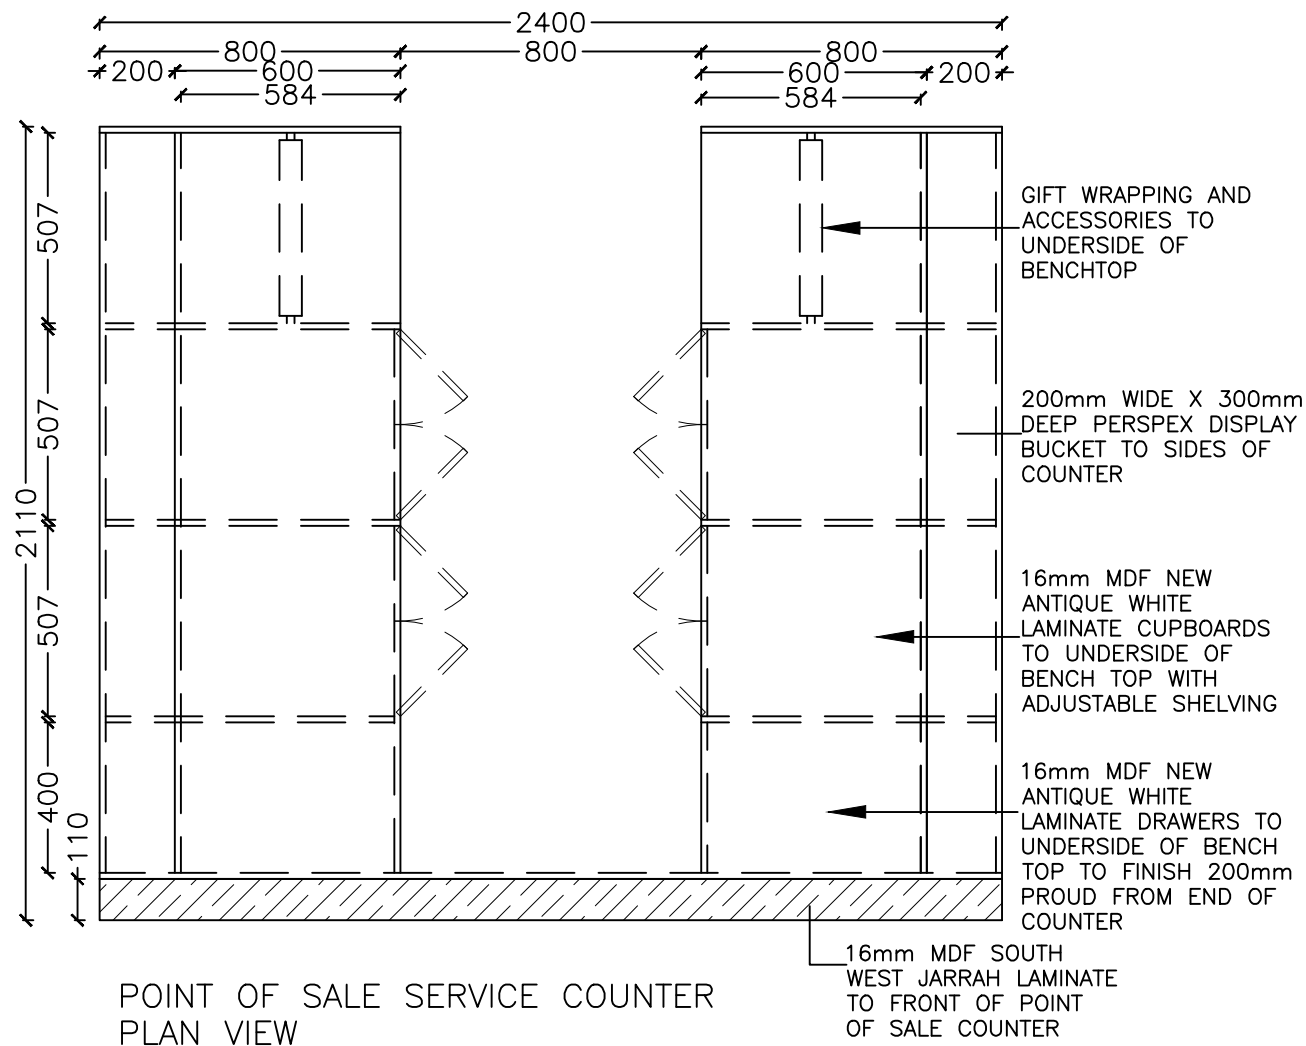 2400
800
800
800
200
600
600
200
584
584
507
507
507
400
2110
110
GIFT WRAPPING AND
ACCESSORIES TO
UNDERSIDE OF
BENCHTOP
200mm WIDE X 300mm
DEEP PERSPEX DISPLAY
BUCKET TO SIDES OF
COUNTER
16mm MDF NEW
ANTIQUE WHITE
LAMINATE CUPBOARDS
TO UNDERSIDE OF
BENCH TOP WITH
ADJUSTABLE SHELVING
16mm MDF NEW
ANTIQUE WHITE
LAMINATE DRAWERS TO
UNDERSIDE OF BENCH
TOP TO FINISH 200mm
PROUD FROM END OF
COUNTER
16mm MDF SOUTH
WEST JARRAH LAMINATE
TO FRONT OF POINT
OF SALE COUNTER
POINT OF SALE SERVICE COUNTER
PLAN VIEW